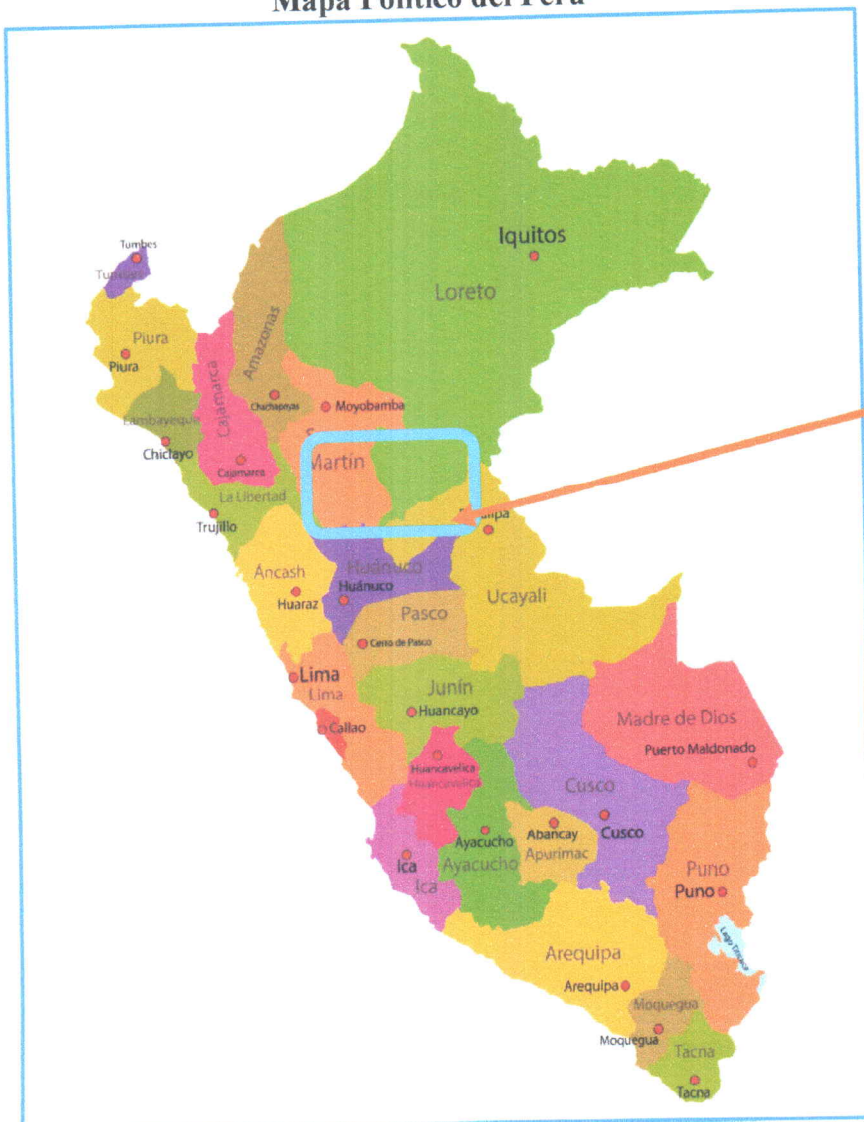 Mapa Político del Perú
Iquitos
Loreto
Tumbes
Tumbes
Piura
Piura
Amazonas
Cajamarca
Chachapoyas
Moyobamba
Lambayeque
Chiclayo
Cajamarca
Martín
La Libertad
Trujillo
Áncash
Huaraz
Huánuco
Huánuco
Ucayali
Pasco
Cerro de Pasco
Lima
Lima
Callao
Junín
Huancayo
Madre de Dios
Puerto Maldonado
Huancavelica
Huancavelica
Cusco
Cusco
Ayacucho
Ayacucho
Abancay
Apurímac
Ica
Ica
Puno
Puno
Lago Titicaca
Arequipa
Arequipa
Moquegua
Moquegua
Tacna
Tacna